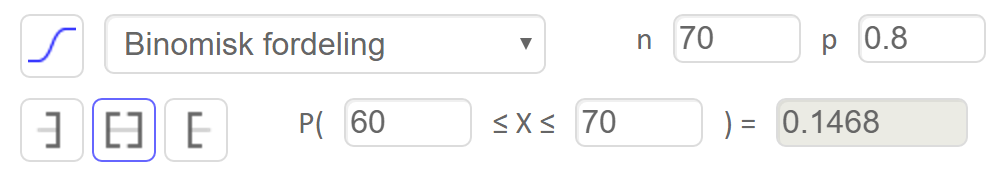 Binomisk fordeling n 70 p 0.8
P( 60 ≤ X ≤ 70 ) = 0.1468